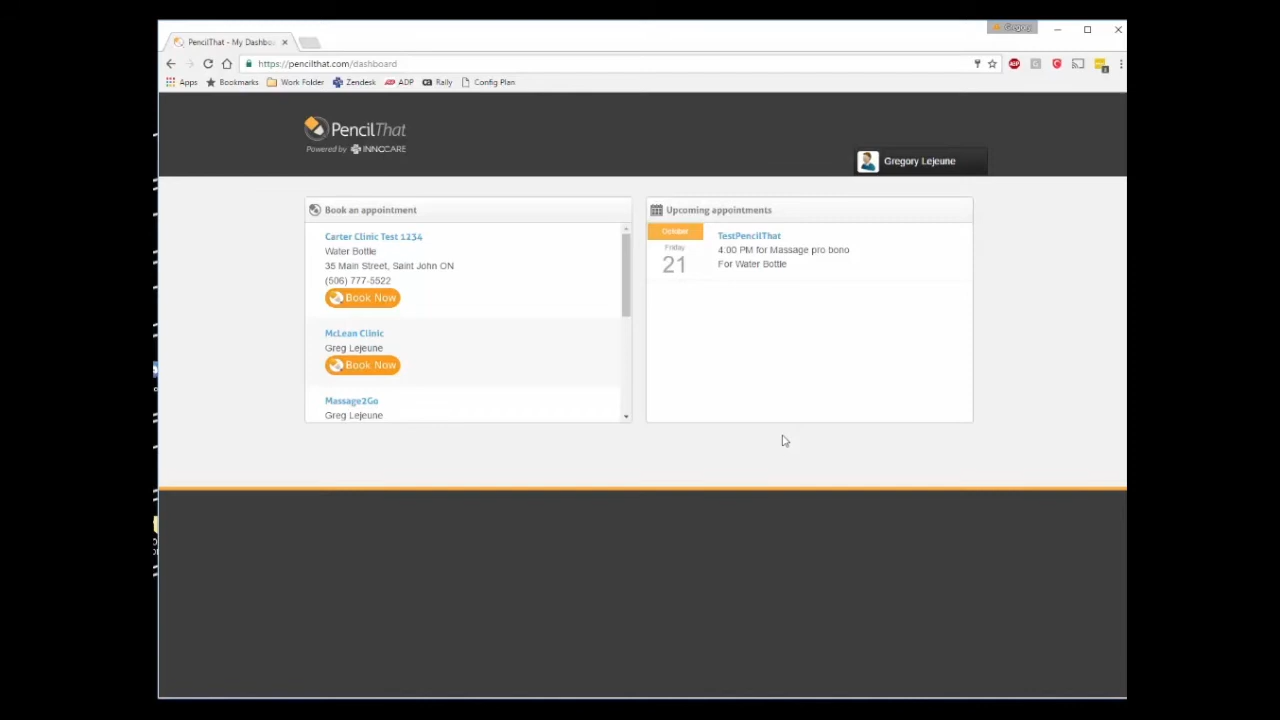 Gregory
PencilThat - My Dashbo
https://pencilthat.com/dashboard
Apps Bookmarks Work Folder Zendesk ADP Rally Config Plan
PencilThat
Powered by INNOCARE
Gregory Lejeune
Book an appointment
Carter Clinic Test 1234
Water Bottle
35 Main Street, Saint John ON
(506) 777-5522
Book Now
McLean Clinic
Greg Lejeune
Book Now
Massage2Go
Greg Lejeune
Upcoming appointments
October
Friday
21
TestPencilThat
4:00 PM for Massage pro bono
For Water Bottle